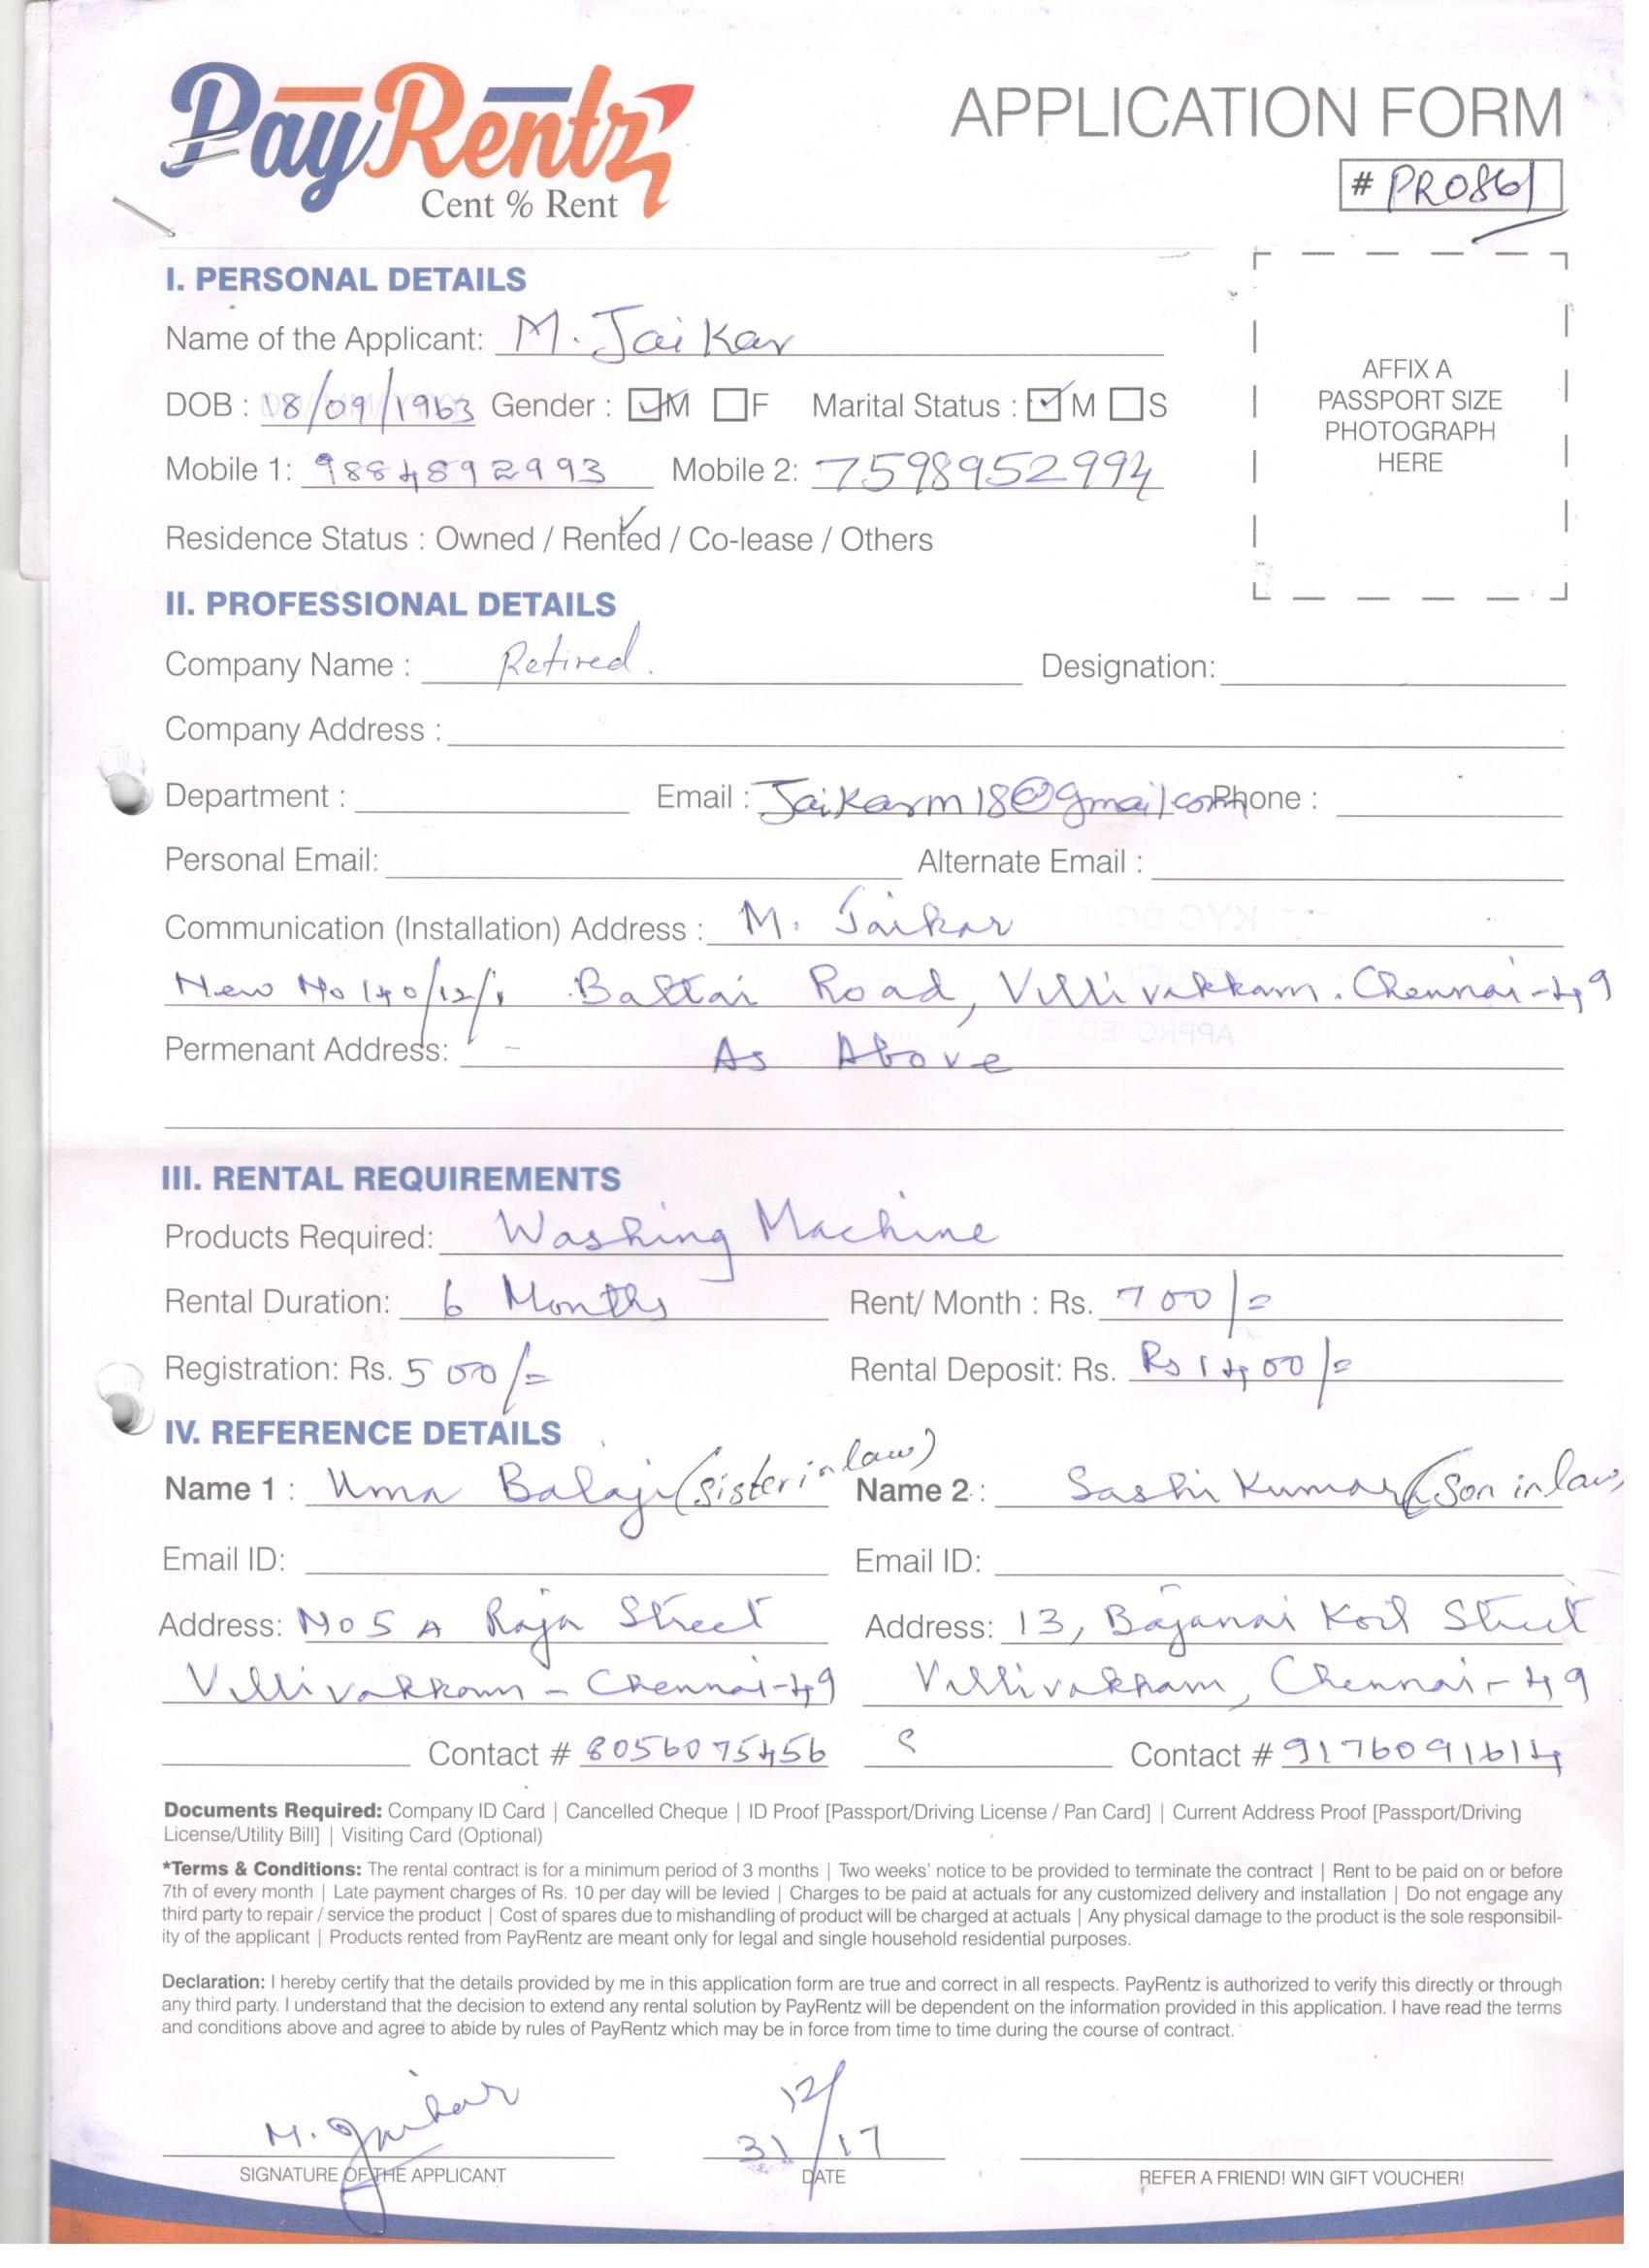 PayRentz
Cent % Rent
APPLICATION FORM
# PR0861
I. PERSONAL DETAILS
Name of the Applicant: M. Jaikar
DOB : 18/09/1963 Gender : M F Marital Status : M S
Mobile 1: 9884892993 Mobile 2: 7598952994
Residence Status : Owned / Rented / Co-lease / Others
AFFIX A
PASSPORT SIZE
PHOTOGRAPH
HERE
II. PROFESSIONAL DETAILS
Company Name : Retired. Designation:
Company Address :
Department : Email : Jaikarm18@gmail.com Phone :
Personal Email: Alternate Email :
Communication (Installation) Address : M. Jaikar
New No 140/12/1 Baltai Road, Villivakkam. Chennai-49
Permenant Address: As Above
III. RENTAL REQUIREMENTS
Products Required: Washing Machine
Rental Duration: 6 Months Rent/ Month : Rs. 700/=
Registration: Rs. 500/= Rental Deposit: Rs. Rs 1400/=
IV. REFERENCE DETAILS
Name 1 : Uma Balaji (sister in law) Name 2 : Sashi Kumar (Son in law)
Email ID: Email ID:
Address: No 5 A Raja Street Address: 13, Bajanai Koil Street
Villivakkam - Chennai-49 Villivakkam, Chennai - 49
Contact # 8056075456 Contact # 9176091614
Documents Required: Company ID Card | Cancelled Cheque | ID Proof [Passport/Driving License / Pan Card] | Current Address Proof [Passport/Driving
License/Utility Bill] | Visiting Card (Optional)
*Terms & Conditions: The rental contract is for a minimum period of 3 months | Two weeks' notice to be provided to terminate the contract | Rent to be paid on or before
7th of every month | Late payment charges of Rs. 10 per day will be levied | Charges to be paid at actuals for any customized delivery and installation | Do not engage any
third party to repair / service the product | Cost of spares due to mishandling of product will be charged at actuals | Any physical damage to the product is the sole responsibil-
ity of the applicant | Products rented from PayRentz are meant only for legal and single household residential purposes.
Declaration: I hereby certify that the details provided by me in this application form are true and correct in all respects. PayRentz is authorized to verify this directly or through
any third party. I understand that the decision to extend any rental solution by PayRentz will be dependent on the information provided in this application. I have read the terms
and conditions above and agree to abide by rules of PayRentz which may be in force from time to time during the course of contract.
M. Jaikar 31/12/17
SIGNATURE OF THE APPLICANT DATE REFER A FRIEND! WIN GIFT VOUCHER!